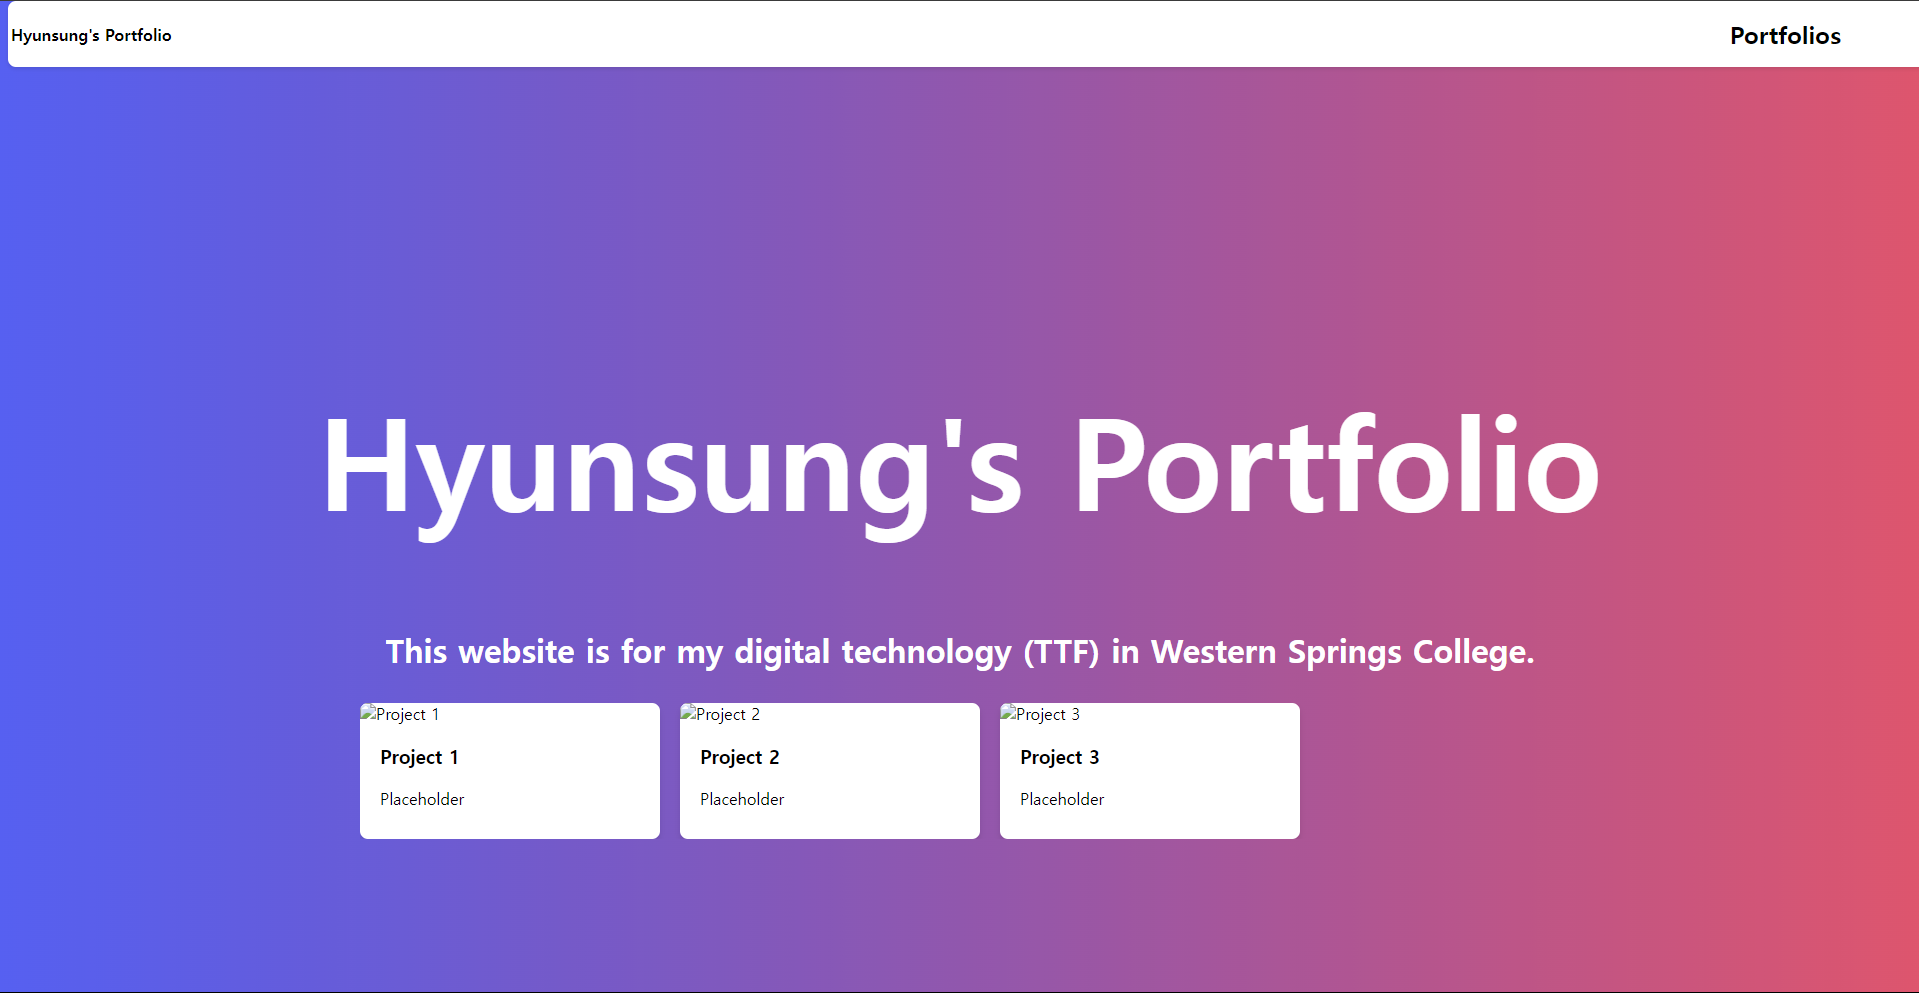 Hyunsung's Portfolio
Portfolios
Hyunsung's Portfolio
This website is for my digital technology (TTF) in Western Springs College.
Project 1
Project 1
Placeholder
Project 2
Project 2
Placeholder
Project 3
Project 3
Placeholder